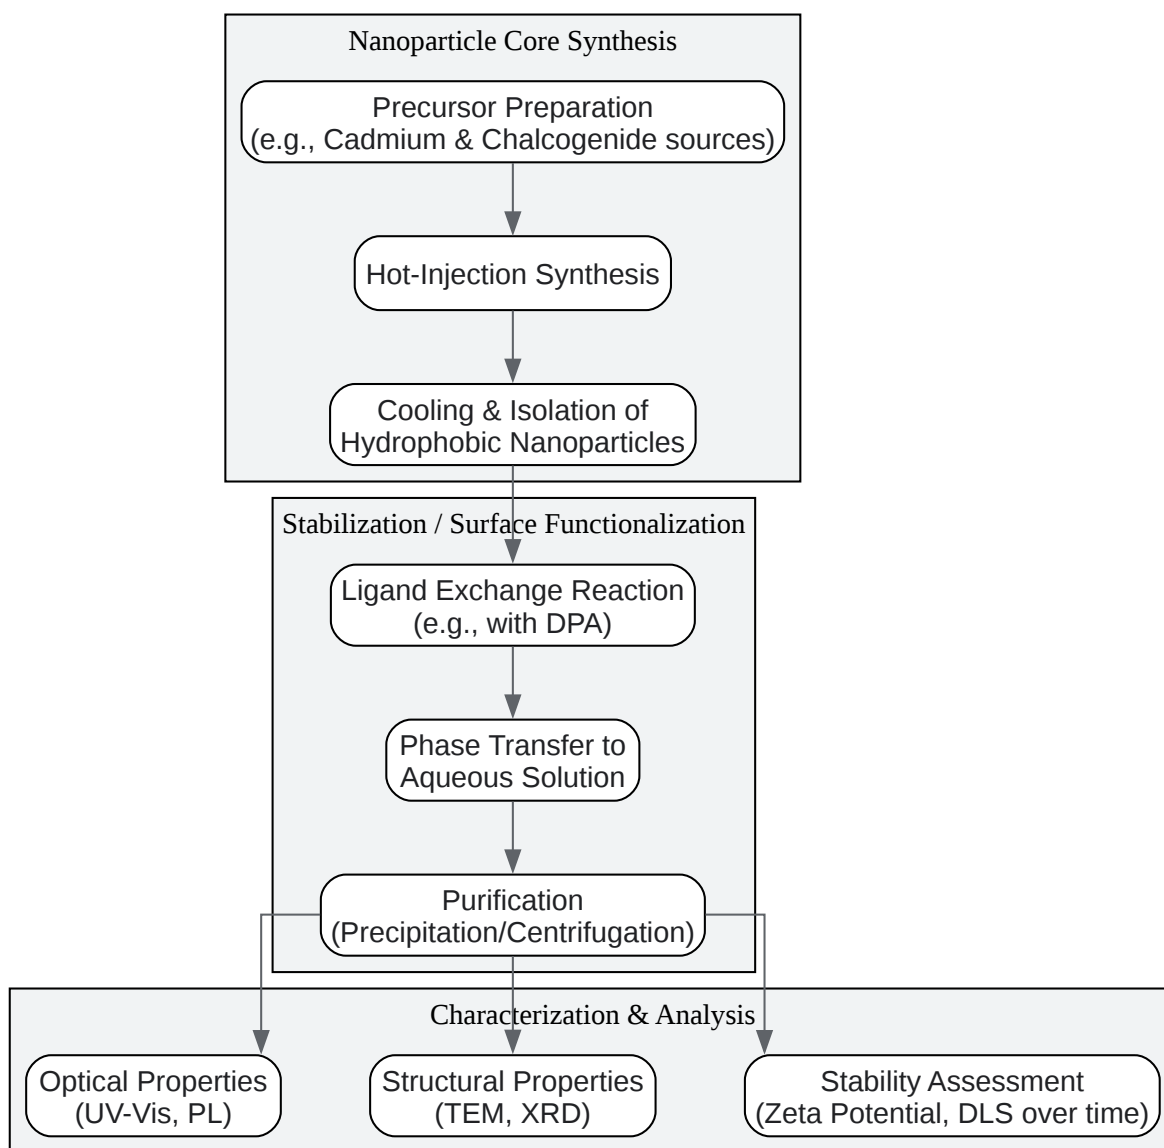 Nanoparticle Core Synthesis
Precursor Preparation
(e.g., Cadmium & Chalcogenide sources)
Hot-Injection Synthesis
Cooling & Isolation of
Hydrophobic Nanoparticles
Stabilization / Surface Functionalization
Ligand Exchange Reaction
(e.g., with DPA)
Phase Transfer to
Aqueous Solution
Purification
(Precipitation/Centrifugation)
Characterization & Analysis
Optical Properties
(UV-Vis, PL)
Structural Properties
(TEM, XRD)
Stability Assessment
(Zeta Potential, DLS over time)